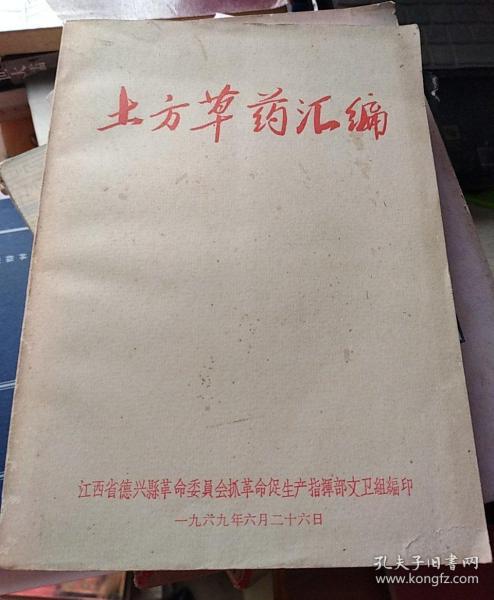 土方草药汇编
江西省德兴縣革命委員会抓革命促生产指揮部文卫组編印
一九六九年六月二十六日
孔夫子旧书网
www.kongfz.com